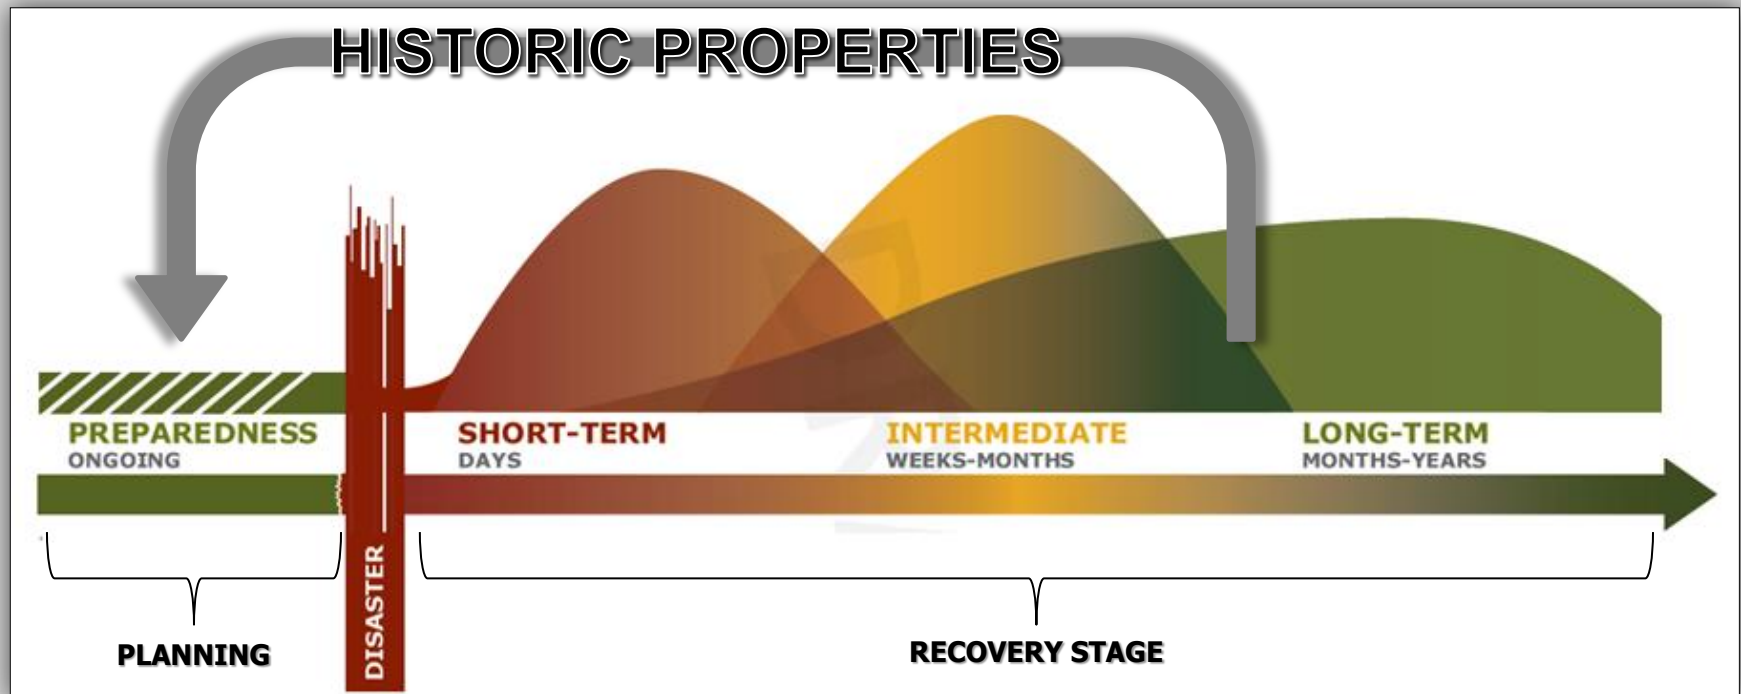 HISTORIC PROPERTIES
PREPAREDNESS
ONGOING
DISASTER
SHORT-TERM
DAYS
INTERMEDIATE
WEEKS-MONTHS
LONG-TERM
MONTHS-YEARS
PLANNING
RECOVERY STAGE